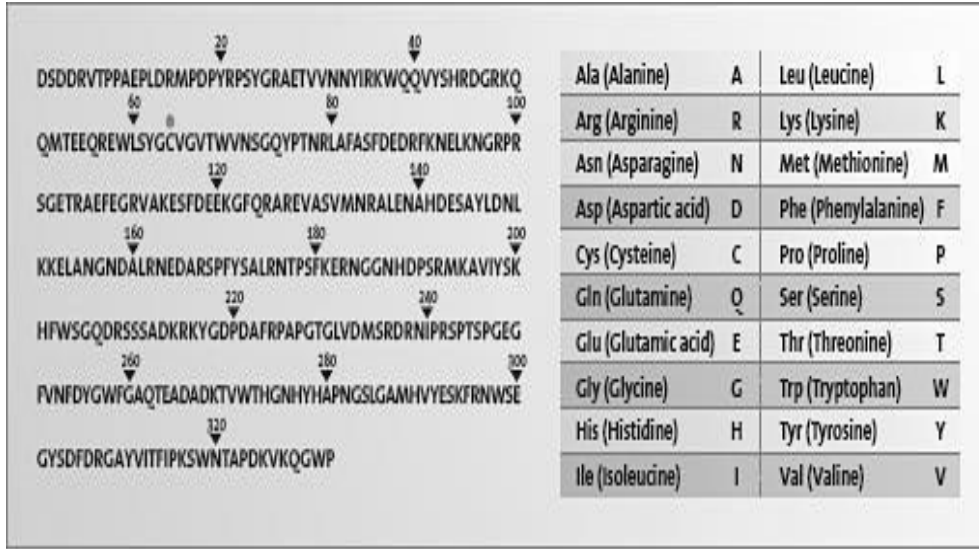 20 40
DSDDRVTPPAEPLDRMPDPYRPSYGRAETVVNNYIRKWQQVYSHRDGRKQ
60 80 100
QMTEEQREWLSYGCVGVTWVNSGQYPTNRLAFASFDEDRFKNELKNGRPR
120 140
SGETRAEFEGRVAKESFDEEKGFQRAREVASVMNRALENAHDESAYLDNL
160 180 200
KKELANGNDALRNEDARSPFYSALRNTPSFKERNGGNHDPSRMKAVIYSK
220 240
HFWSGQDRSSSADKRKYGDPDAFRPAPGTGLVDMSRDRNIPRSPTSPGEG
260 280 300
FVNFDYGWFGAQTEADADKTVWTHGNHYHAPNGSLGAMHVYESKFRNWSE
320
GYSDFDRGAYVITFIPKSWNTAPDKVKQGWP
Ala (Alanine) A Leu (Leucine) L
Arg (Arginine) R Lys (Lysine) K
Asn (Asparagine) N Met (Methionine) M
Asp (Aspartic acid) D Phe (Phenylalanine) F
Cys (Cysteine) C Pro (Proline) P
Gln (Glutamine) Q Ser (Serine) S
Glu (Glutamic acid) E Thr (Threonine) T
Gly (Glycine) G Trp (Tryptophan) W
His (Histidine) H Tyr (Tyrosine) Y
Ile (Isoleucine) I Val (Valine) V